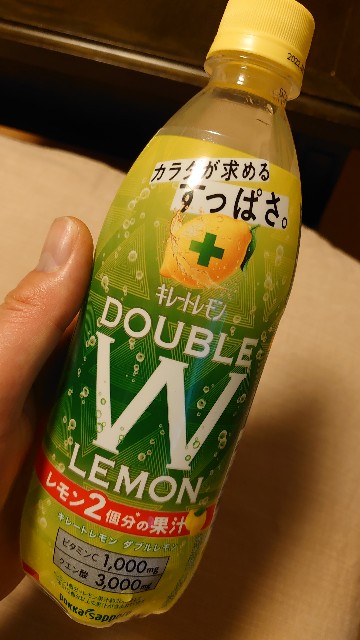 カラダが求める
すっぱさ。
キレートレモン
DOUBLE
W
LEMON
レモン2個分の果汁
キレートレモン ダブルレモン
ビタミンC 1,000mg
クエン酸 3,000mg
Pokka Sapporo